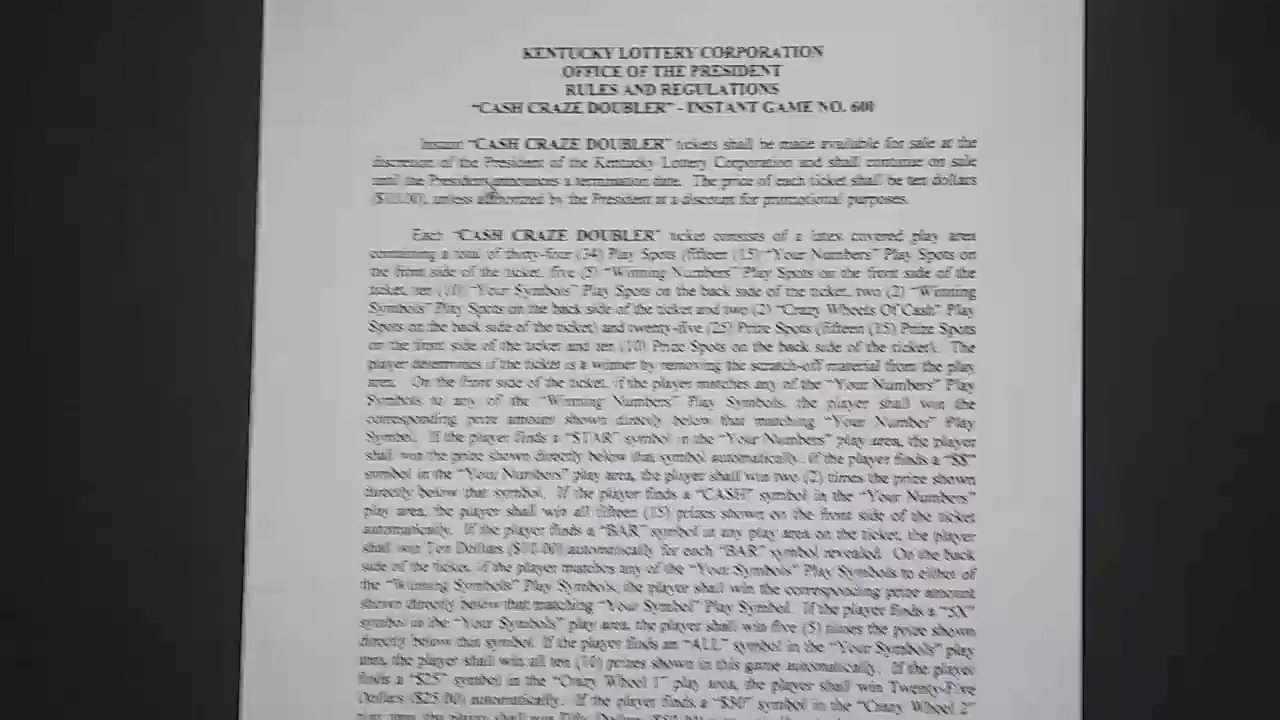 KENTUCKY LOTTERY CORPORATION
OFFICE OF THE PRESIDENT
RULES AND REGULATIONS
"CASH CRAZE DOUBLER" - INSTANT GAME NO. 601
Instant "CASH CRAZE DOUBLER" tickets shall be made available for sale at the
discretion of the President of the Kentucky Lottery Corporation and shall continue on sale
until the President announces a termination date. The price of each ticket shall be ten dollars
($10.00), unless authorized by the President at a discount for promotional purposes.
Each "CASH CRAZE DOUBLER" ticket consists of a latex covered play area
containing a total of thirty-four (34) Play Spots (fifteen (15) "Your Numbers" Play Spots on
the front side of the ticket, five (5) "Winning Numbers" Play Spots on the front side of the
ticket, ten (10) "Your Symbols" Play Spots on the back side of the ticket, two (2) "Winning
Symbols" Play Spots on the back side of the ticket and two (2) "Crazy Wheels Of Cash" Play
Spots on the back side of the ticket) and twenty-five (25) Prize Spots (fifteen (15) Prize Spots
on the front side of the ticket and ten (10) Prize Spots on the back side of the ticket). The
player determines if the ticket is a winner by removing the scratch-off material from the play
area. On the front side of the ticket, if the player matches any of the "Your Numbers" Play
Symbols to any of the "Winning Numbers" Play Symbols, the player shall win the
corresponding prize amount shown directly below that matching "Your Number" Play
Symbol. If the player finds a "STAR" symbol in the "Your Numbers" play area, the player
shall win the prize shown directly below that symbol automatically. If the player finds a "$$"
symbol in the "Your Numbers" play area, the player shall win two (2) times the prize shown
directly below that symbol. If the player finds a "CASH" symbol in the "Your Numbers"
play area, the player shall win all fifteen (15) prizes shown on the front side of the ticket
automatically. If the player finds a "BAR" symbol in any play area on the ticket, the player
shall win Ten Dollars ($10.00) automatically for each "BAR" symbol revealed. On the back
side of the ticket, if the player matches any of the "Your Symbols" Play Symbols to either of
the "Winning Symbols" Play Symbols, the player shall win the corresponding prize amount
shown directly below that matching "Your Symbol" Play Symbol. If the player finds a "5X"
symbol in the "Your Symbols" play area, the player shall win five (5) times the prize shown
directly below that symbol. If the player finds an "ALL" symbol in the "Your Symbols" play
area, the player shall win all ten (10) prizes shown in this game automatically. If the player
finds a "$25" symbol in the "Crazy Wheel 1" play area, the player shall win Twenty-Five
Dollars ($25.00) automatically. If the player finds a "$50" symbol in the "Crazy Wheel 2"